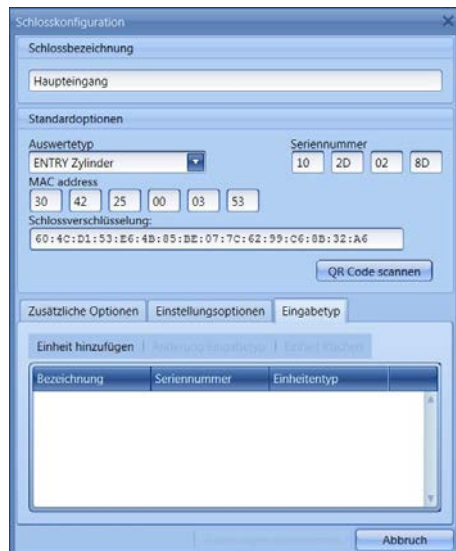 Schlosskonfiguration
Schlossbezeichnung
Haupteingang
Standardoptionen
Auswertetyp Seriennummer
ENTRY Zylinder 10 2D 02 8D
MAC address
30 42 25 00 03 53
Schlossverschlüsselung:
60:4C:D1:53:E6:4B:85:BE:07:7C:62:99:C6:8B:32:A6
QR Code scannen
Zusätzliche Optionen Einstellungsoptionen Eingabetyp
Einheit hinzufügen
Bezeichnung Seriennummer Einheitentyp
Abbruch